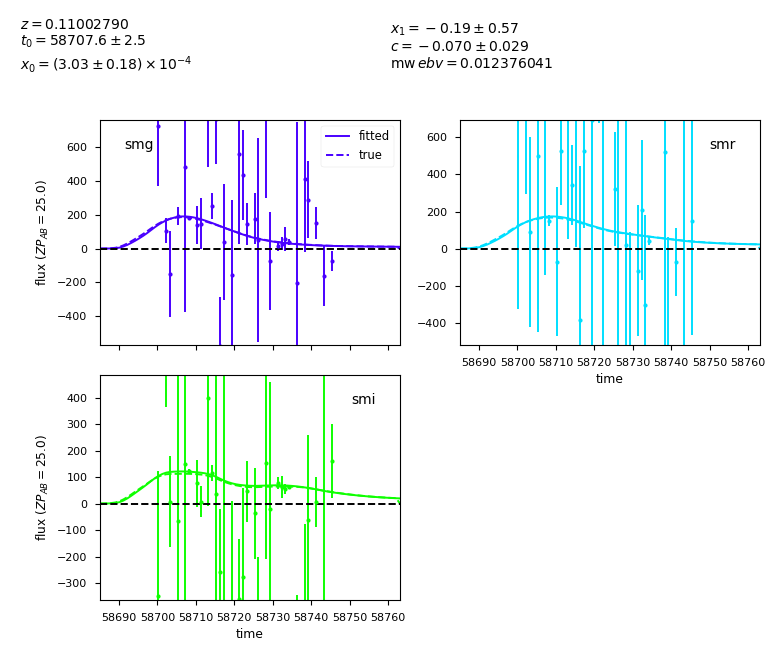 z = 0.11002790
t₀ = 58707.6 ± 2.5
x₀ = (3.03 ± 0.18) × 10⁻⁴
x₁ = −0.19 ± 0.57
c = −0.070 ± 0.029
mw ebv = 0.012376041
smg
fitted
true
600
400
200
0
−200
−400
flux (ZP_AB = 25.0)
smr
600
400
200
0
−200
−400
58690 58700 58710 58720 58730 58740 58750 58760
time
smi
400
300
200
100
0
−100
−200
−300
flux (ZP_AB = 25.0)
58690 58700 58710 58720 58730 58740 58750 58760
time